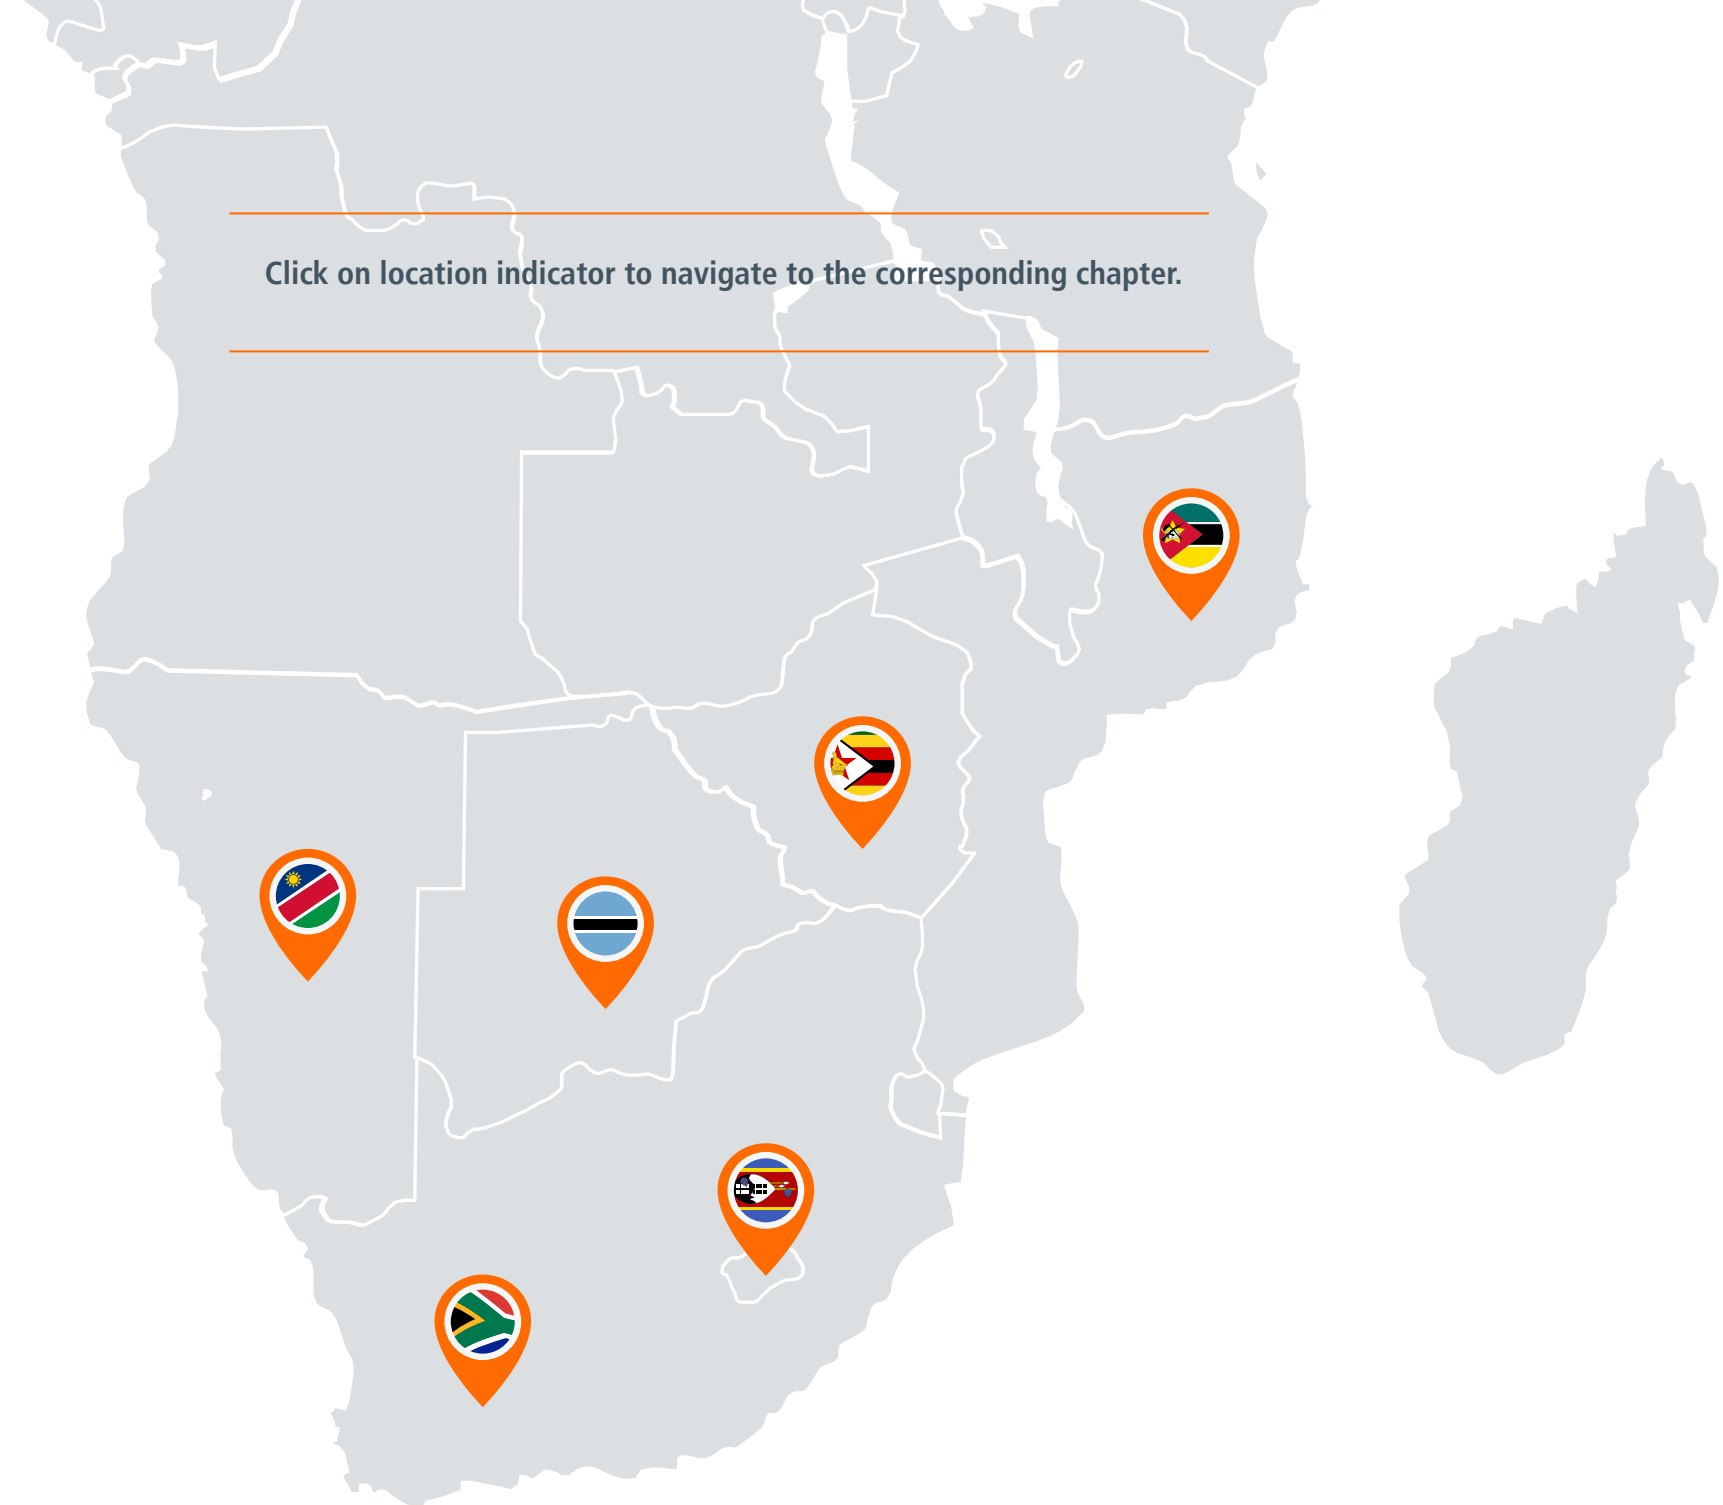 Click on location indicator to navigate to the corresponding chapter.